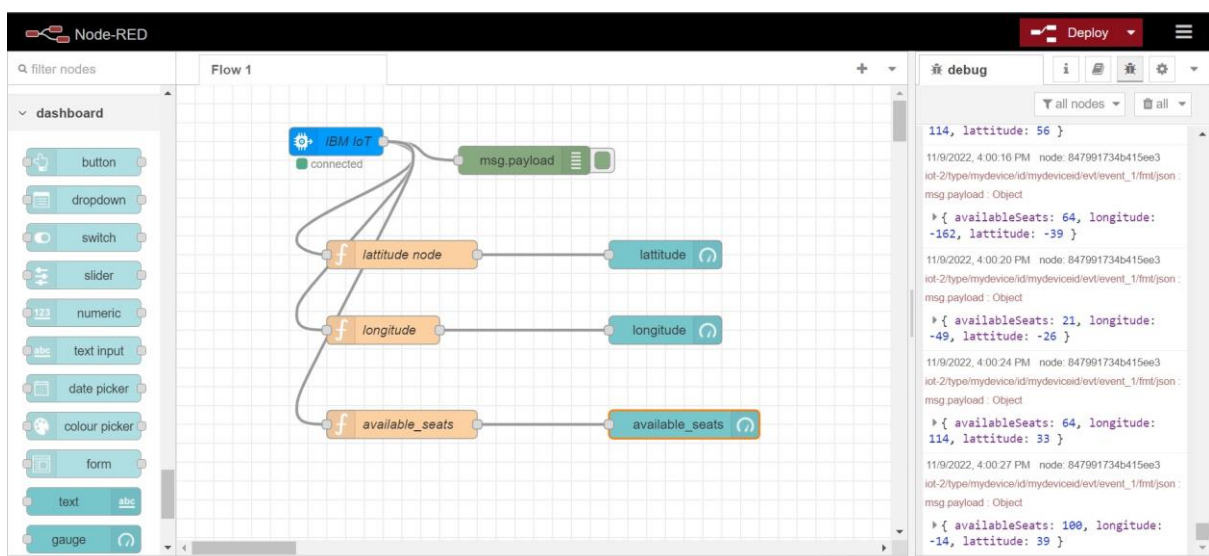 Node-RED
Deploy
filter nodes
dashboard
button
dropdown
switch
slider
numeric
123
text input
abc
date picker
colour picker
form
text
abc
gauge
Flow 1
IBM IoT
connected
msg.payload
lattitude node
lattitude
longitude
longitude
available_seats
available_seats
debug
i
all nodes
all
114, lattitude: 56 }
11/9/2022, 4:00:16 PM node: 847991734b415ee3
iot-2/type/mydevice/id/mydeviceid/evt/event_1/fmt/json :
msg.payload : Object
{ availableSeats: 64, longitude:
-162, lattitude: -39 }
11/9/2022, 4:00:20 PM node: 847991734b415ee3
iot-2/type/mydevice/id/mydeviceid/evt/event_1/fmt/json :
msg.payload : Object
{ availableSeats: 21, longitude:
-49, lattitude: -26 }
11/9/2022, 4:00:24 PM node: 847991734b415ee3
iot-2/type/mydevice/id/mydeviceid/evt/event_1/fmt/json :
msg.payload : Object
{ availableSeats: 64, longitude:
114, lattitude: 33 }
11/9/2022, 4:00:27 PM node: 847991734b415ee3
iot-2/type/mydevice/id/mydeviceid/evt/event_1/fmt/json :
msg.payload : Object
{ availableSeats: 100, longitude:
-14, lattitude: 39 }